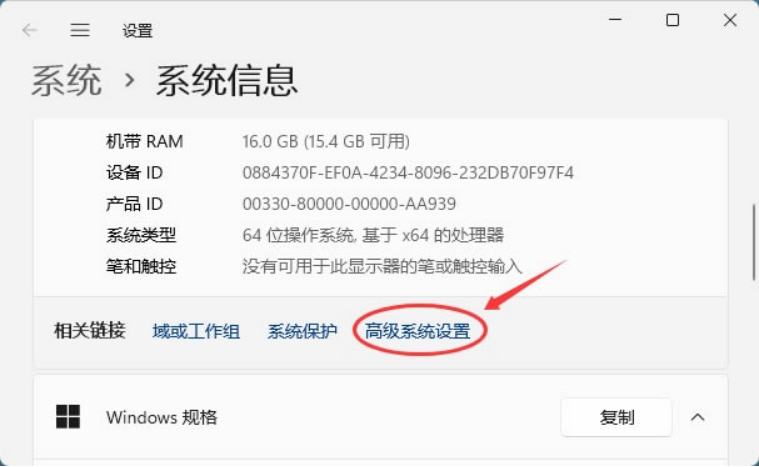 设置
系统 › 系统信息
机带 RAM 16.0 GB (15.4 GB 可用)
设备 ID 0884370F-EF0A-4234-8096-232DB70F97F4
产品 ID 00330-80000-00000-AA939
系统类型 64 位操作系统, 基于 x64 的处理器
笔和触控 没有可用于此显示器的笔或触控输入
相关链接 域或工作组 系统保护 高级系统设置
Windows 规格 复制